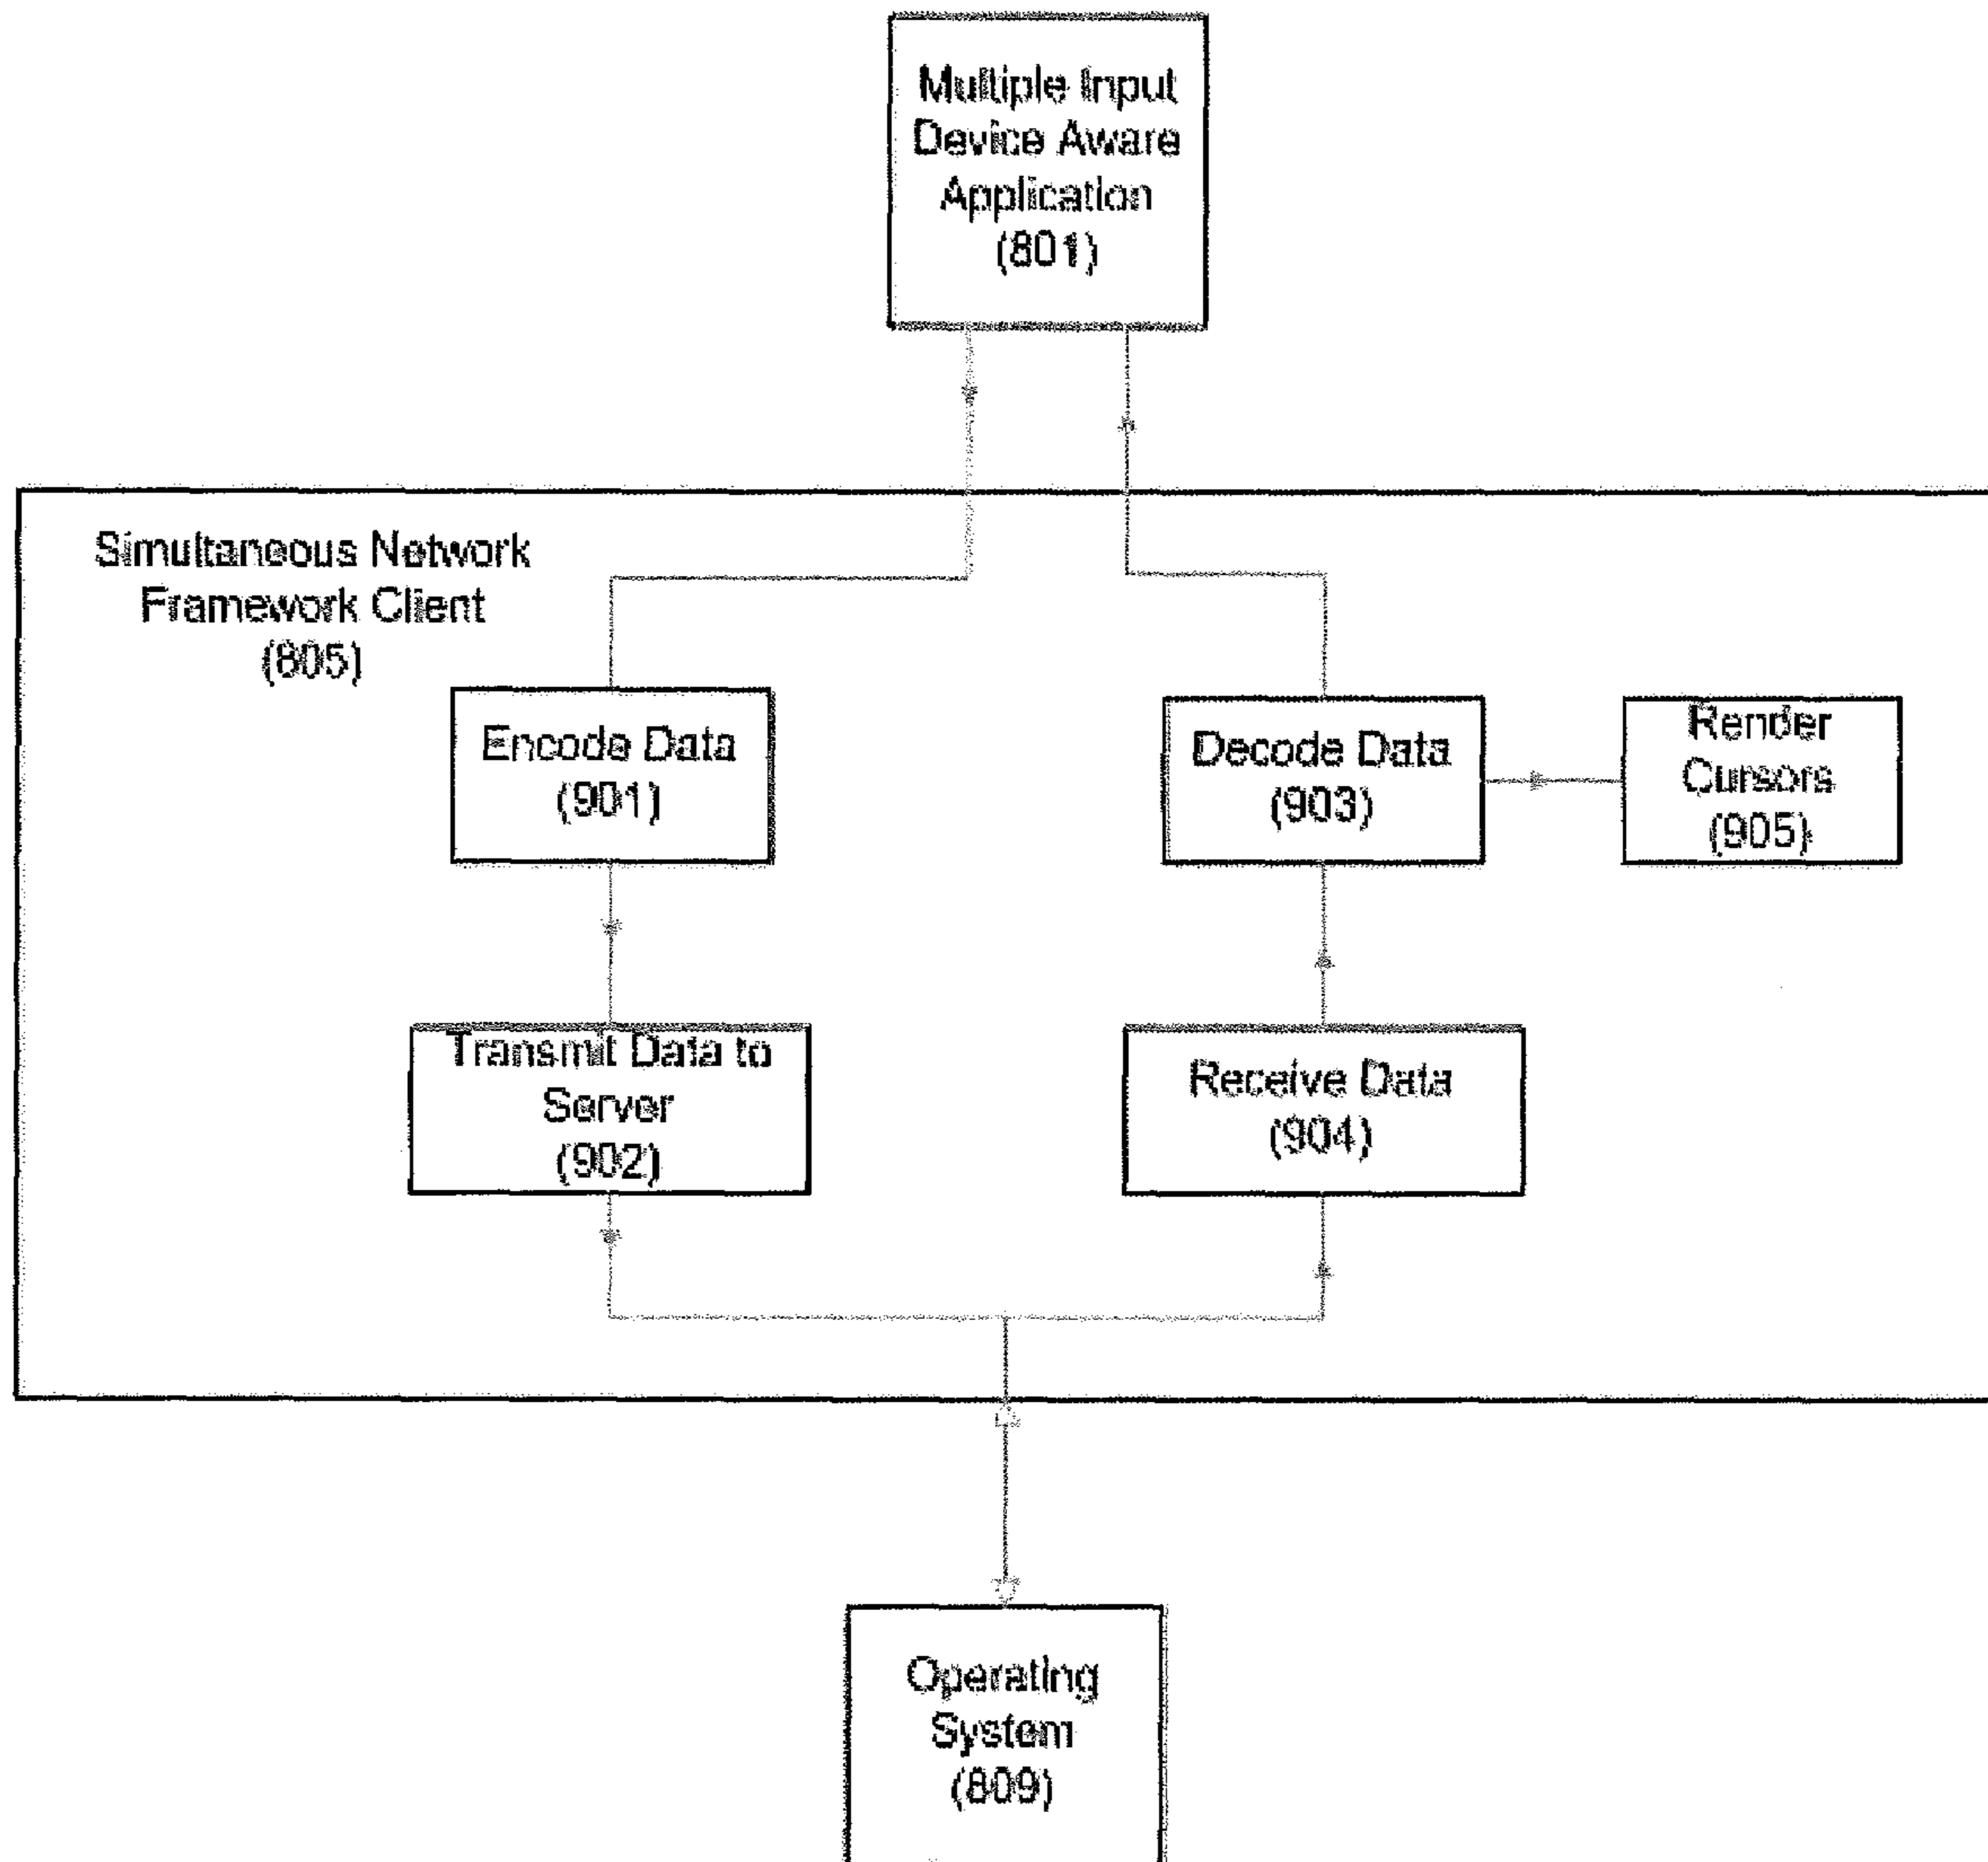 Multiple Input
Device Aware
Application
(801)
Simultaneous Network
Framework Client
(805)
Encode Data
(901)
Decode Data
(903)
Render
Cursors
(905)
Transmit Data to
Server
(902)
Receive Data
(904)
Operating
System
(809)